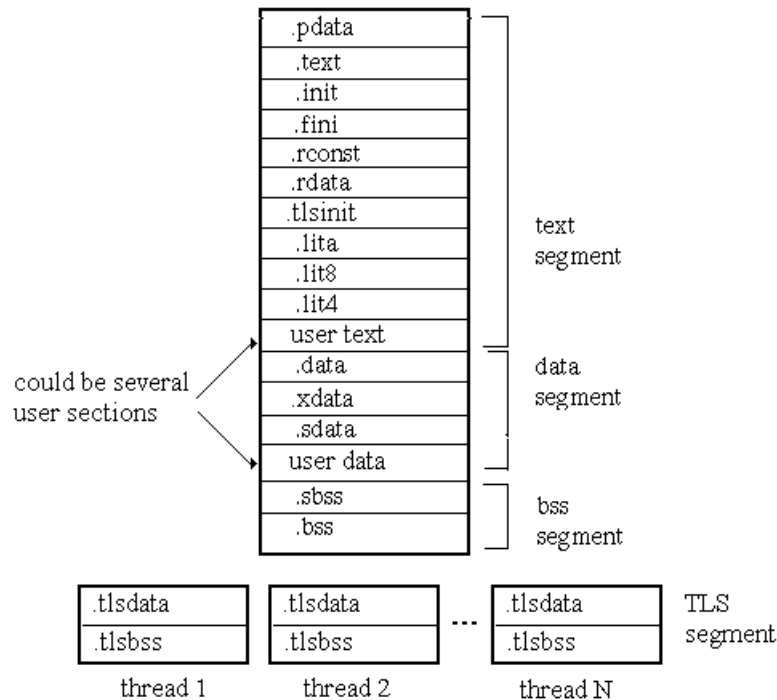 .pdata
.text
.init
.fini
.rconst
.rdata
.tlsinit
.lita
.lit8
.lit4
user text
text
segment
.data
.xdata
.sdata
user data
data
segment
could be several
user sections
.sbss
.bss
bss
segment
.tlsdata
.tlsbss
thread 1
.tlsdata
.tlsbss
thread 2
...
.tlsdata
.tlsbss
thread N
TLS
segment